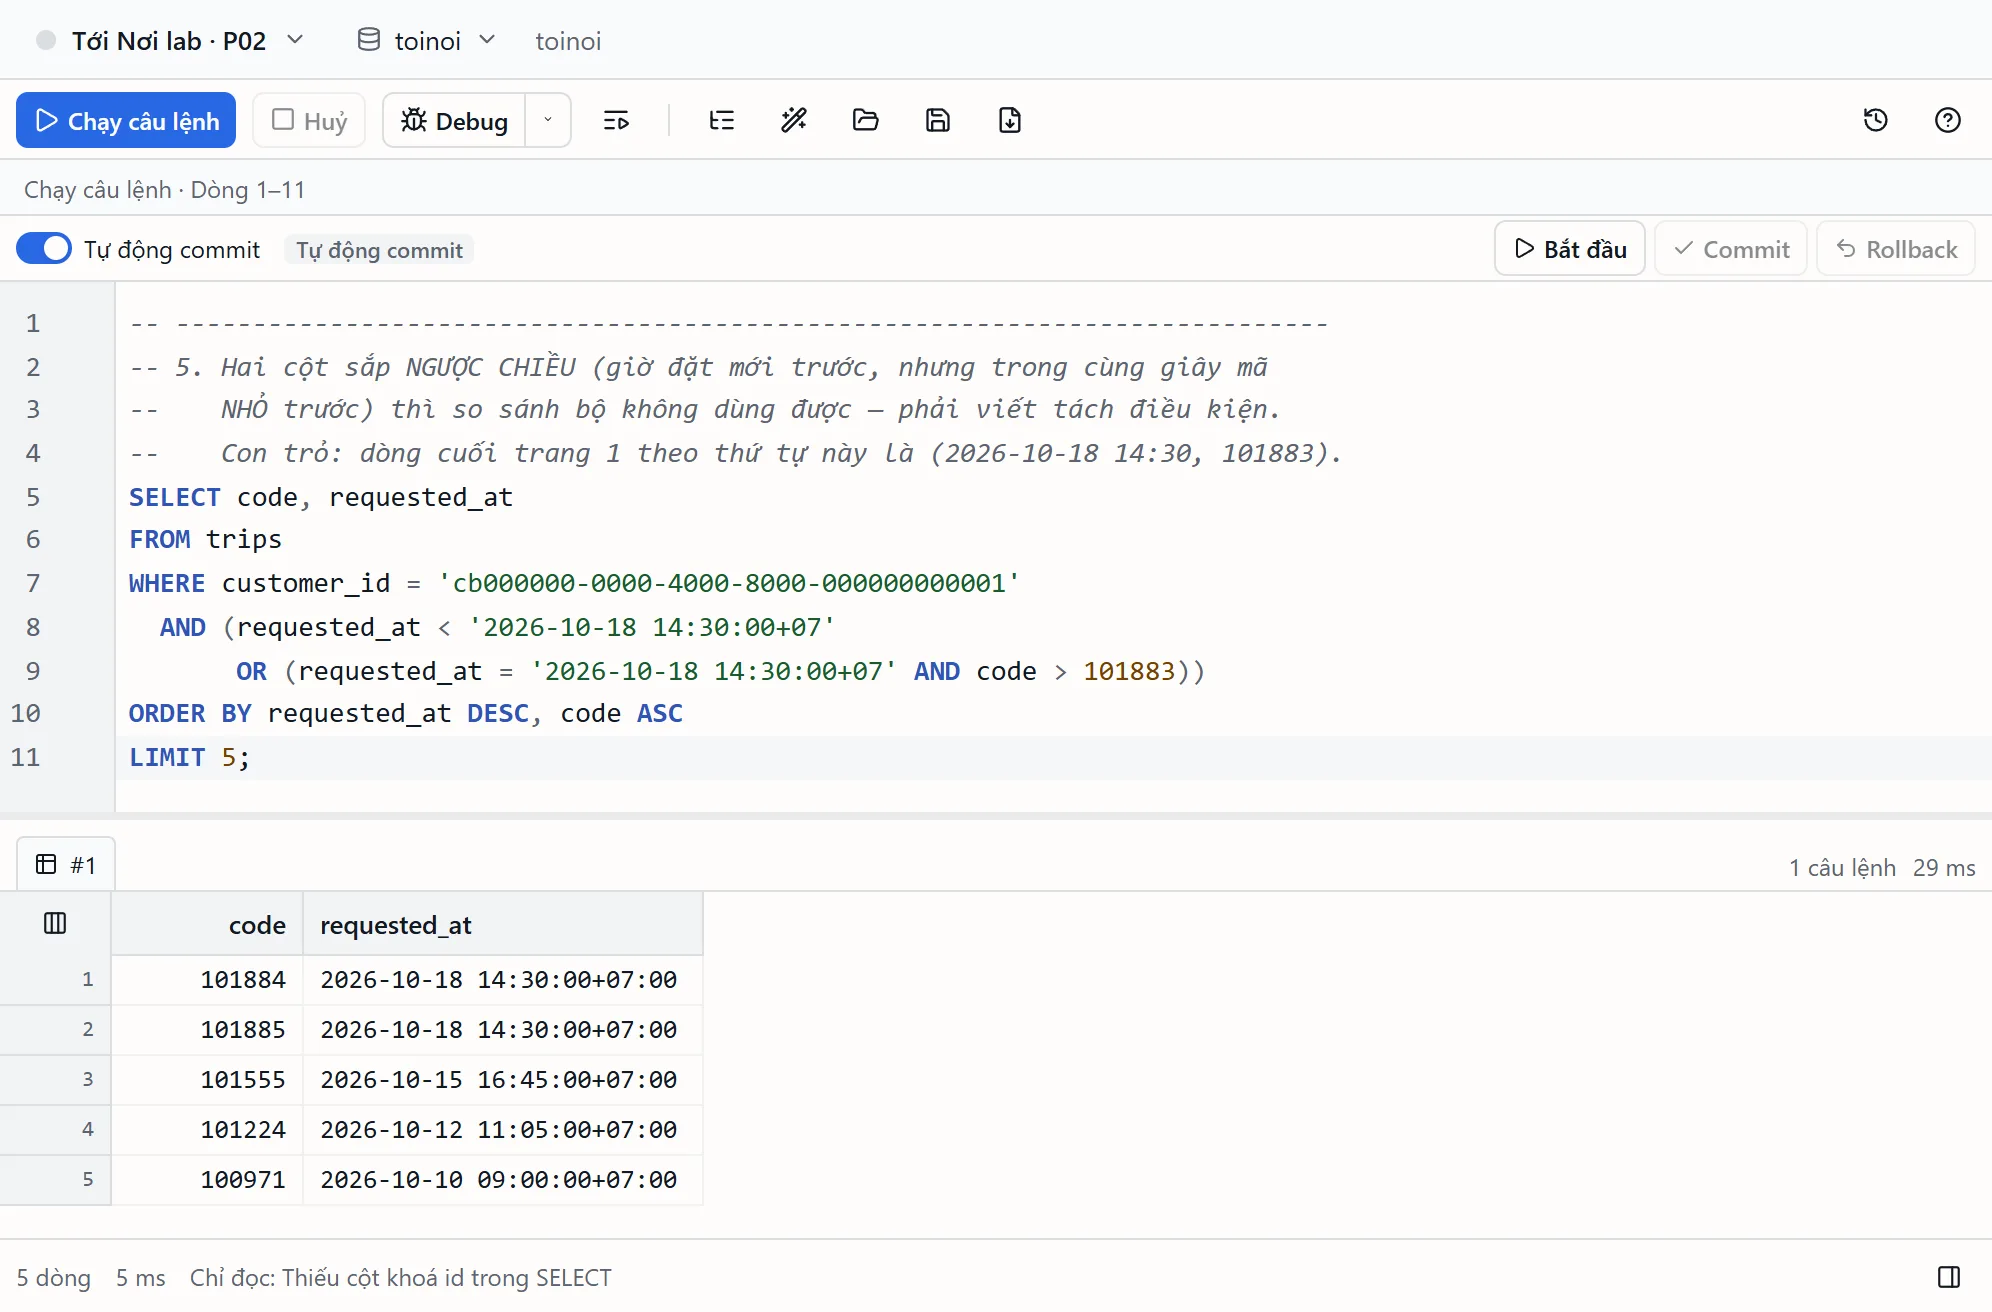 Tới Nơi lab · P02 toinoi toinoi
Chạy câu lệnh Huỷ Debug
Chạy câu lệnh · Dòng 1–11
Tự động commit Tự động commit Bắt đầu Commit Rollback
1 -- ---------------------------------------------------------------------------
2 -- 5. Hai cột sắp NGƯỢC CHIỀU (giờ đặt mới trước, nhưng trong cùng giây mã
3 --    NHỎ trước) thì so sánh bộ không dùng được — phải viết tách điều kiện.
4 --    Con trỏ: dòng cuối trang 1 theo thứ tự này là (2026-10-18 14:30, 101883).
5 SELECT code, requested_at
6 FROM trips
7 WHERE customer_id = 'cb000000-0000-4000-8000-000000000001'
8   AND (requested_at < '2026-10-18 14:30:00+07'
9        OR (requested_at = '2026-10-18 14:30:00+07' AND code > 101883))
10 ORDER BY requested_at DESC, code ASC
11 LIMIT 5;
#1 1 câu lệnh 29 ms
code requested_at
1 101884 2026-10-18 14:30:00+07:00
2 101885 2026-10-18 14:30:00+07:00
3 101555 2026-10-15 16:45:00+07:00
4 101224 2026-10-12 11:05:00+07:00
5 100971 2026-10-10 09:00:00+07:00
5 dòng 5 ms Chỉ đọc: Thiếu cột khoá id trong SELECT